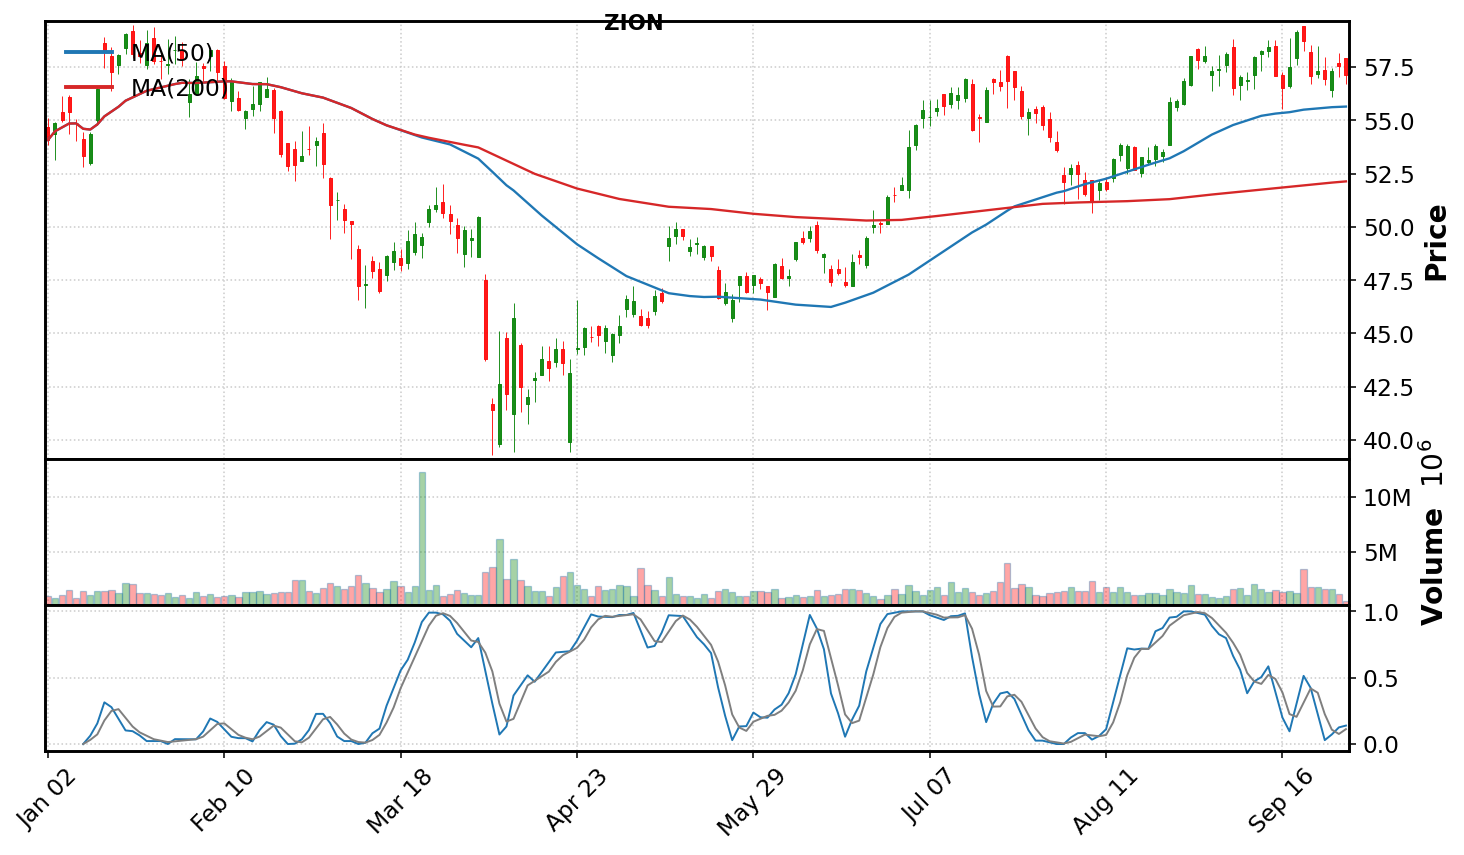 ZION
MA(50)
MA(200)
57.5
55.0
52.5
50.0
47.5
45.0
42.5
40.0
Price
10M
5M
Volume 10^6
1.0
0.5
0.0
Jan 02
Feb 10
Mar 18
Apr 23
May 29
Jul 07
Aug 11
Sep 16